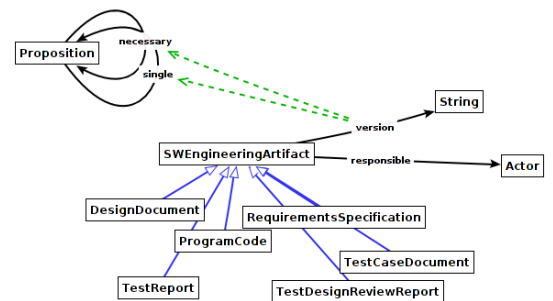 necessary
Proposition
single
String
version
SWEngineeringArtifact
responsible
Actor
DesignDocument
RequirementsSpecification
ProgramCode
TestCaseDocument
TestReport
TestDesignReviewReport